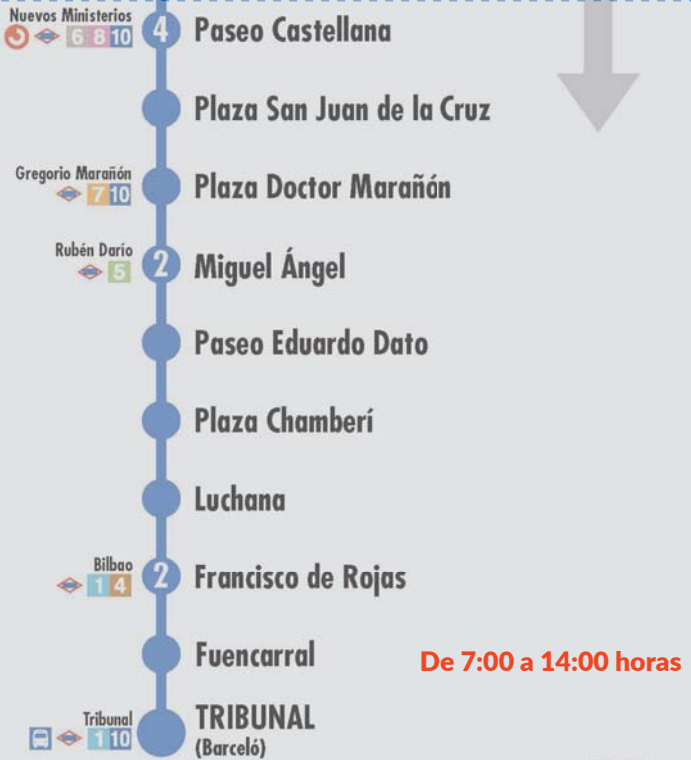 Nuevos Ministerios
6 8 10
4 Paseo Castellana
Plaza San Juan de la Cruz
Gregorio Marañón
7 10
Plaza Doctor Marañón
Rubén Darío
5
2 Miguel Ángel
Paseo Eduardo Dato
Plaza Chamberí
Luchana
Bilbao
1 4
2 Francisco de Rojas
Fuencarral
De 7:00 a 14:00 horas
Tribunal
1 10
TRIBUNAL
(Barceló)